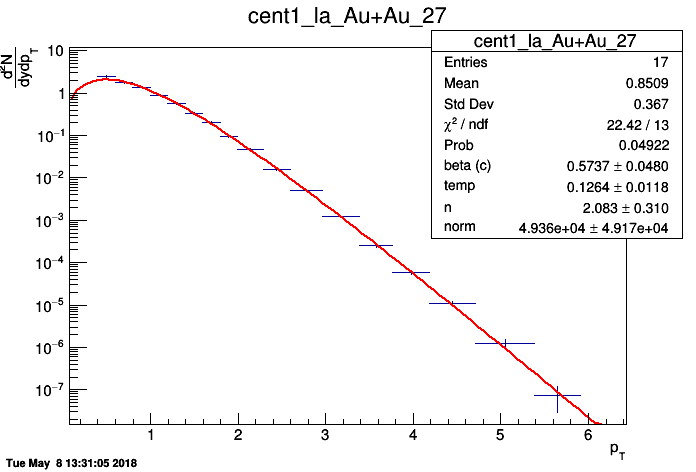 cent1_la_Au+Au_27
d²N
dydp_T
cent1_la_Au+Au_27
Entries 17
Mean 0.8509
Std Dev 0.367
χ² / ndf 22.42 / 13
Prob 0.04922
beta (c) 0.5737 ± 0.0480
temp 0.1264 ± 0.0118
n 2.083 ± 0.310
norm 4.936e+04 ± 4.917e+04
10
1
10⁻¹
10⁻²
10⁻³
10⁻⁴
10⁻⁵
10⁻⁶
10⁻⁷
1 2 3 4 5 6
p_T
Tue May 8 13:31:05 2018